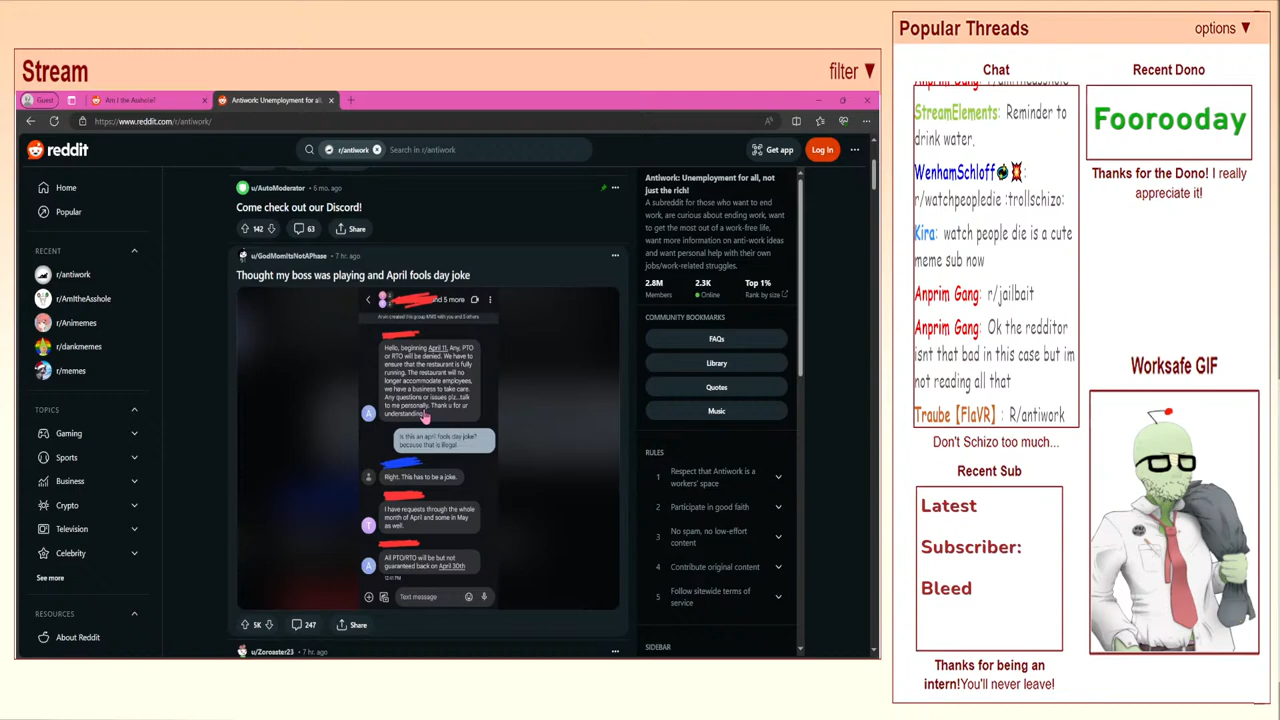 Stream
filter ▼
Guest
Am I the Asshole?
Antiwork: Unemployment for all,
https://www.reddit.com/r/antiwork/
reddit
r/antiwork
Search in r/antiwork
Get app
Log In
Home
Popular
RECENT
r/antiwork
r/AmItheAsshole
r/Animemes
r/dankmemes
r/memes
TOPICS
Gaming
Sports
Business
Crypto
Television
Celebrity
See more
RESOURCES
About Reddit
u/AutoModerator • 6 mo. ago
Come check out our Discord!
142
63
Share
u/GodMomItsNotAPhase • 7 hr. ago
Thought my boss was playing and April fools day joke
and 5 more
created this group MMS with you and 5 others
Hello, beginning April 11, Any, PTO
or RTO will be denied. We have to
ensure that the restaurant is fully
running. The restaurant will no
longer accommodate employees,
we have a business to take care.
Any questions or issues plz...talk
to me personally. Thank u for ur
understanding
A
Is this an april fools day joke?
because that is illegal
Right. This has to be a joke.
I have requests through the whole
month of April and some in May
as well.
T
All PTO/RTO will be but not
guaranteed back on April 30th
A
12:41 PM
Text message
5K
247
Share
u/Zoroaster23 • 7 hr. ago
Antiwork: Unemployment for all, not
just the rich!
A subreddit for those who want to end
work, are curious about ending work, want
to get the most out of a work-free life,
want more information on anti-work ideas
and want personal help with their own
jobs/work-related struggles.
2.8M
Members
2.3K
Online
Top 1%
Rank by size
COMMUNITY BOOKMARKS
FAQs
Library
Quotes
Music
RULES
1 Respect that Antiwork is a
workers' space
2 Participate in good faith
3 No spam, no low-effort
content
4 Contribute original content
5 Follow sitewide terms of
service
SIDEBAR
Popular Threads
options ▼
Chat
StreamElements: Reminder to
drink water.
WenhamSchloff :
r/watchpeopledie :trollschizo:
Kira: watch people die is a cute
meme sub now
Anprim Gang: r/jailbait
Anprim Gang: Ok the redditor
isnt that bad in this case but im
not reading all that
Traube【FlaVR】: R/antiwork
Don't Schizo too much...
Recent Sub
Latest
Subscriber:
Bleed
Thanks for being an
intern!You'll never leave!
Recent Dono
Foorooday
Thanks for the Dono! I really
appreciate it!
Worksafe GIF